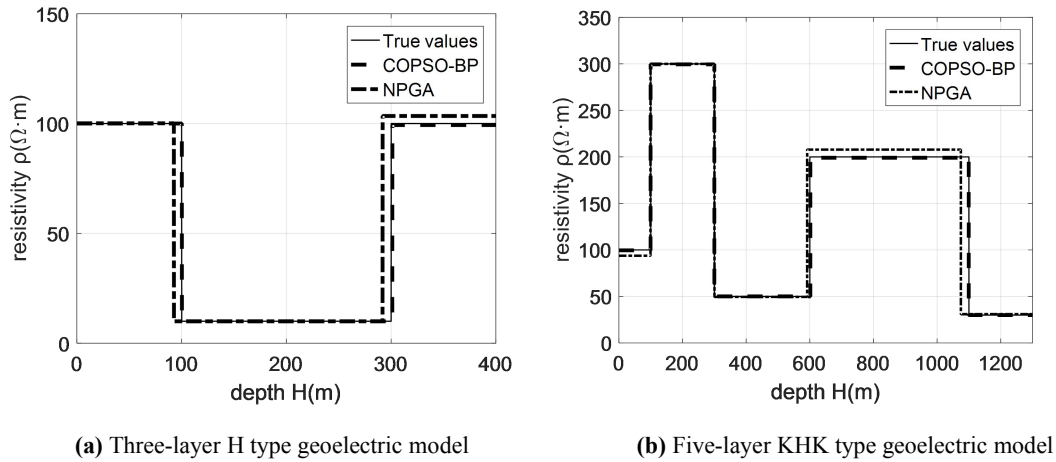 150
100
50
0
0
100
200
300
400
resistivity ρ(Ω·m)
depth H(m)
True values
COPSO-BP
NPGA
(a) Three-layer H type geoelectric model
350
300
250
200
150
100
50
0
0
200
400
600
800
1000
1200
resistivity ρ(Ω·m)
depth H(m)
True values
COPSO-BP
NPGA
(b) Five-layer KHK type geoelectric model